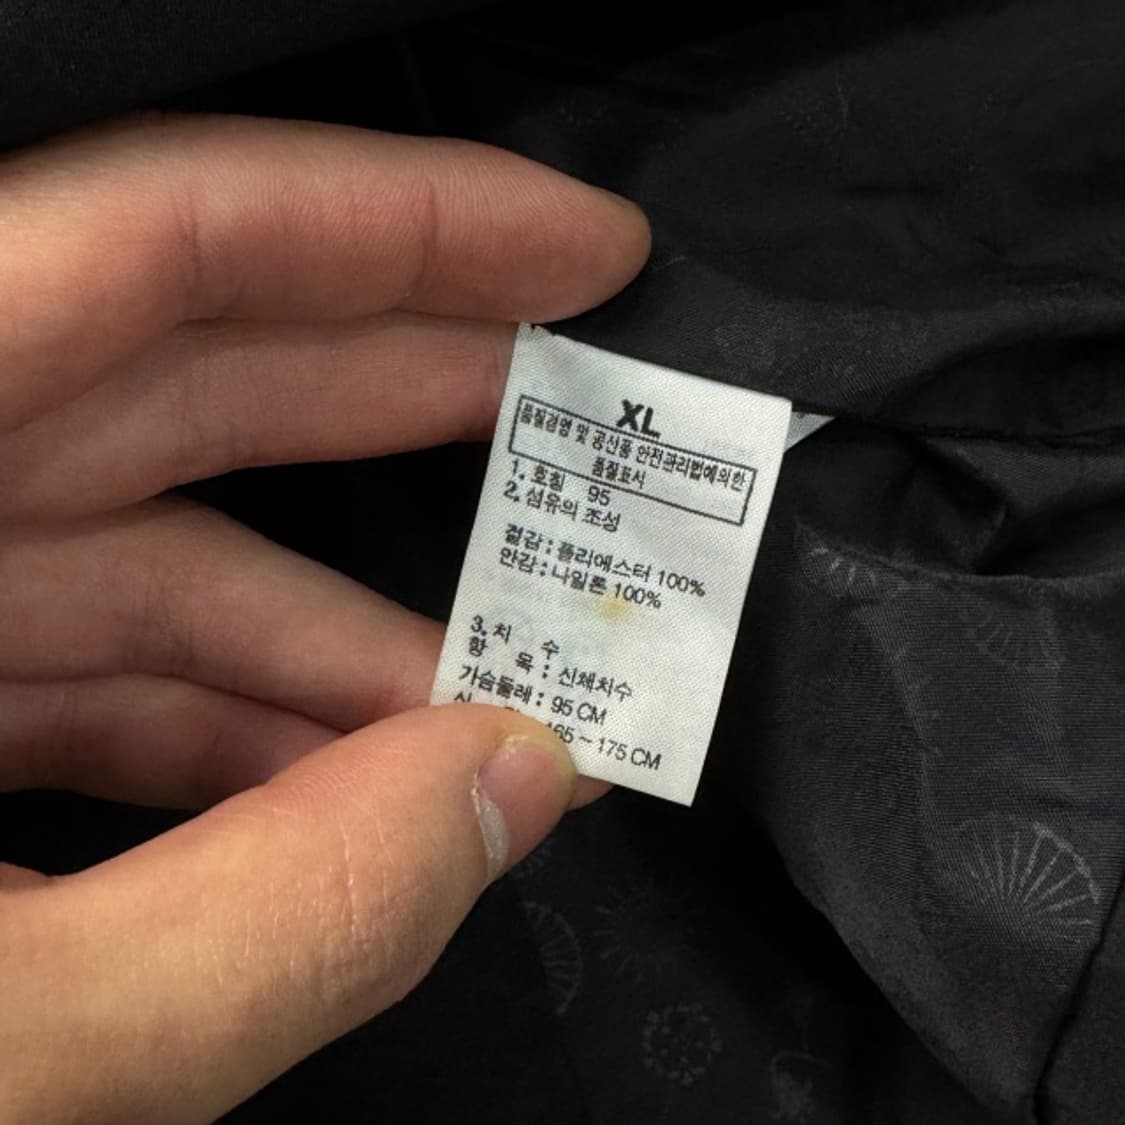 XL
품질경영 및 공산품 안전관리법에의한
품질표시
1. 호칭 95
2. 섬유의 조성
겉감 : 폴리에스터 100%
안감 : 나일론 100%
3. 치 수
항 목 : 신체치수
가슴둘레 : 95 CM
165 ~ 175 CM